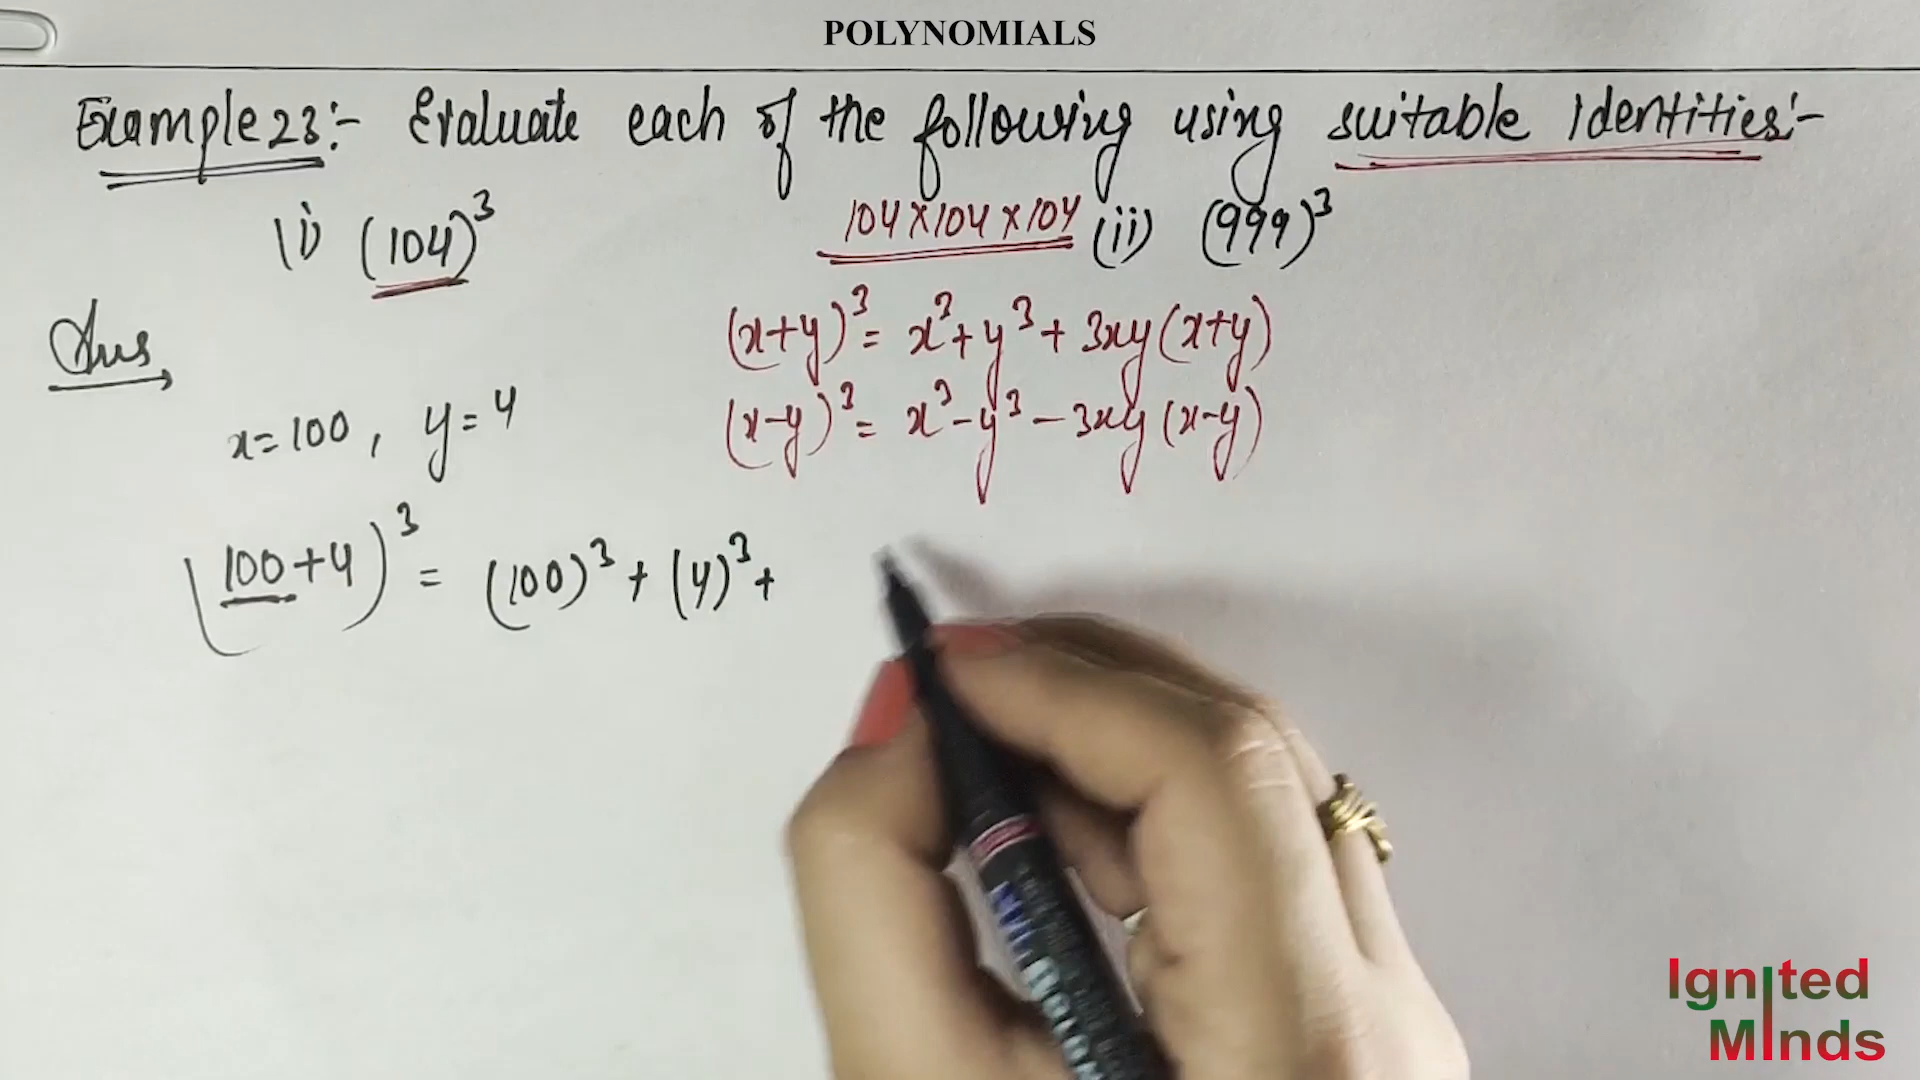 POLYNOMIALS
Example 23:- Evaluate each of the following using suitable identities:-
(i) (104)³ 104×104×104 (ii) (999)³
Ans
(x+y)³ = x³+y³+3xy(x+y)
x=100, y=4
(x-y)³ = x³-y³-3xy(x-y)
(100+4)³ = (100)³+(4)³+
Ignited
Minds